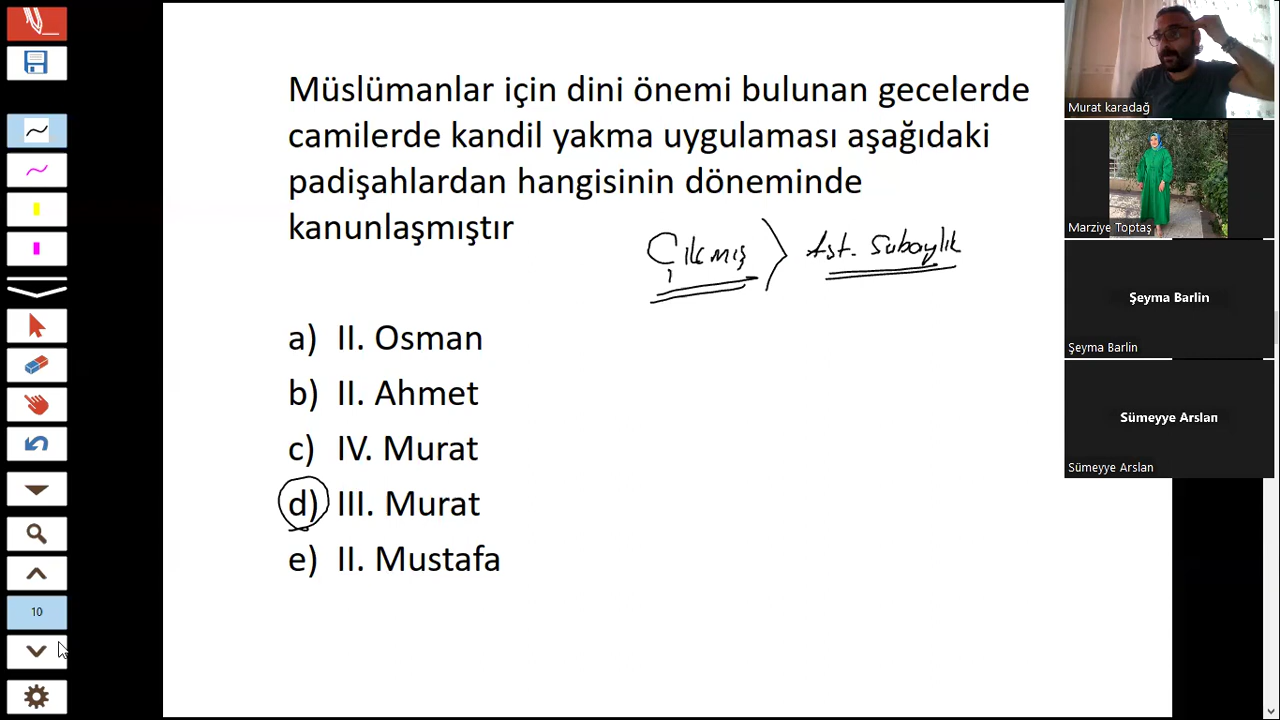 Müslümanlar için dini önemi bulunan gecelerde
camilerde kandil yakma uygulaması aşağıdaki
padişahlardan hangisinin döneminde
kanunlaşmıştır
Çıkmış Ast. Subaylık
a) II. Osman
b) II. Ahmet
c) IV. Murat
d) III. Murat
e) II. Mustafa
10
Murat karadağ
Marziye Toptaş
Şeyma Barlin
Şeyma Barlin
Sümeyye Arslan
Sümeyye Arslan